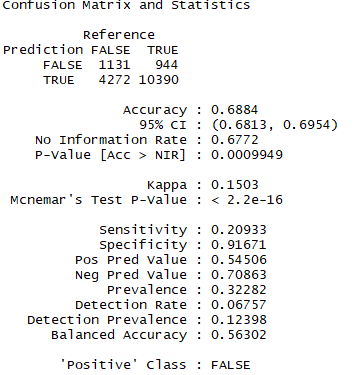 Confusion Matrix and Statistics
Reference
Prediction FALSE TRUE
FALSE 1131 944
TRUE 4272 10390
Accuracy : 0.6884
95% CI : (0.6813, 0.6954)
No Information Rate : 0.6772
P-Value [Acc > NIR] : 0.0009949
Kappa : 0.1503
Mcnemar's Test P-Value : < 2.2e-16
Sensitivity : 0.20933
Specificity : 0.91671
Pos Pred Value : 0.54506
Neg Pred Value : 0.70863
Prevalence : 0.32282
Detection Rate : 0.06757
Detection Prevalence : 0.12398
Balanced Accuracy : 0.56302
'Positive' Class : FALSE